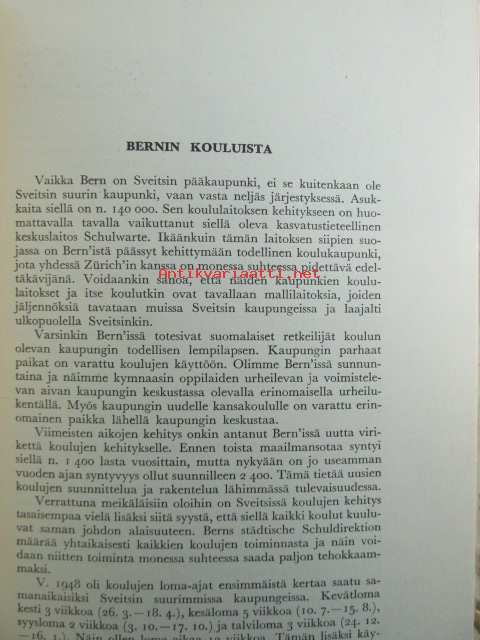 BERNIN KOULUISTA
Vaikka Bern on Sveitsin pääkaupunki, ei se kuitenkaan ole
Sveitsin suurin kaupunki, vaan vasta neljäs järjestyksessä. Asuk-
kaita siellä on n. 140 000. Sen koululaitoksen kehitykseen on huo-
mattavalla tavalla vaikuttanut siellä oleva kasvatustieteellinen
keskuslaitos Schulwarte. Ikäänkuin tämän laitoksen siipien suo-
jassa on Bern'istä päässyt kehittymään todellinen koulukaupunki,
jota yhdessä Zürich'in kanssa on monessa suhteessa pidettävä edel-
täkävijänä. Voidaankin sanoa, että näiden kaupunkien koulu-
Antikvariaatti.net
laitokset ja itse koulutkin ovat tavallaan mallilaitoksia, joiden
jäljennöksiä tavataan muissa Sveitsin kaupungeissa ja laajalti
ulkopuolella Sveitsinkin.
Varsinkin Bern'issä totesivat suomalaiset retkeilijät koulun
olevan kaupungin todellisen lempilapsen. Kaupungin parhaat
paikat on varattu koulujen käyttöön. Olimme Bern'issä sunnun-
taina ja näimme kymnaasin oppilaiden urheilevan ja voimistele-
van aivan kaupungin keskustassa olevalla erinomaisella urheilu-
kentällä. Myös kaupungin uudelle kansakoululle on varattu erin-
omainen paikka lähellä kaupungin keskustaa.
Viimeisten aikojen kehitys onkin antanut Bern'issä uutta viri-
kettä koulujen kehitykselle. Ennen toista maailmansotaa syntyi
siellä n. 1 400 lasta vuosittain, mutta nykyään on jo useamman
vuoden ajan syntyvyys ollut suunnilleen 2 400. Tämä tietää uusien
koulujen suunnittelua ja rakentelua lähimmässä tulevaisuudessa.
Verrattuna meikäläisiin oloihin on Sveitsissä koulujen kehitys
tasaisempaa vielä lisäksi siitä syystä, että siellä kaikki koulut kuulu-
vat saman johdon alaisuuteen. Berns städtische Schuldirektion
määrää yhtaikaisesti kaikkien koulujen toiminnasta ja näin voi-
daan niitten toiminta monessa suhteessa saada paljon tehokkaam-
maksi.
V. 1948 oli koulujen loma-ajat ensimmäistä kertaa saatu sa-
manaikaisiksi Sveitsin suurimmissa kaupungeissa. Kevätloma
kesti 3 viikkoa (26. 3.—18. 4.), kesäloma 5 viikkoa (10. 7.—15. 8.),
syysloma 2 viikkoa (3. 10.—17. 10.) ja talviloma 3 viikkoa (24. 12.
—16. 1.). Näin ollen loma-aikaa on 13 viikkoa. Tämän lisäksi käy-